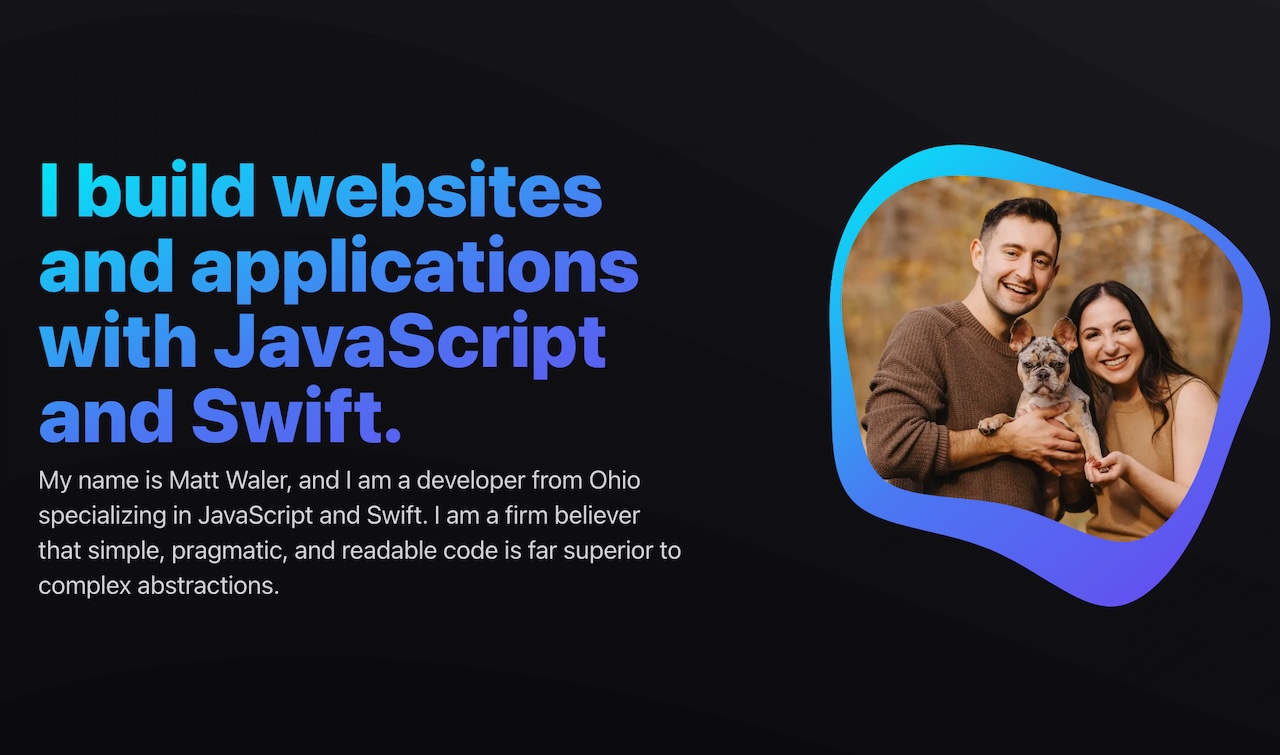 I build websites
and applications
with JavaScript
and Swift.
My name is Matt Waler, and I am a developer from Ohio
specializing in JavaScript and Swift. I am a firm believer
that simple, pragmatic, and readable code is far superior to
complex abstractions.